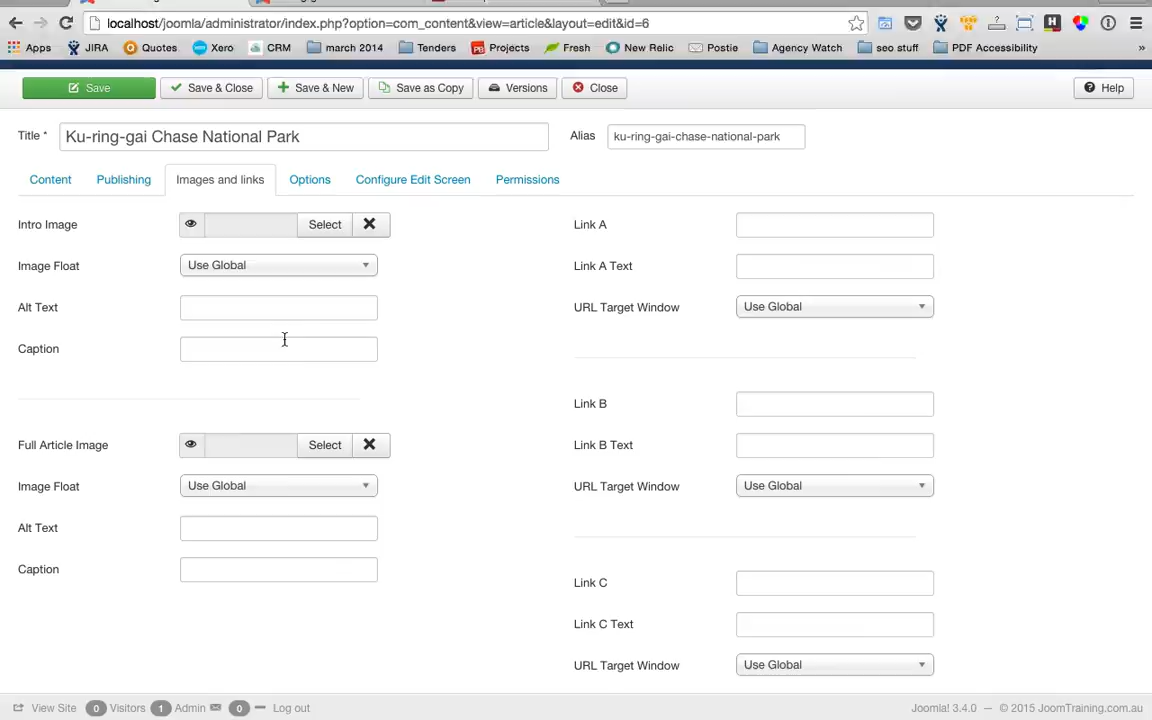 localhost/joomla/administrator/index.php?option=com_content&view=article&layout=edit&id=6
Apps JIRA Quotes Xero CRM march 2014 Tenders Projects Fresh New Relic Postie Agency Watch seo stuff PDF Accessibility »
Save Save & Close Save & New Save as Copy Versions Close Help
Title * Ku-ring-gai Chase National Park Alias ku-ring-gai-chase-national-park
Content Publishing Images and links Options Configure Edit Screen Permissions
Intro Image Select Link A
Image Float Use Global Link A Text
Alt Text URL Target Window Use Global
Caption
Link B
Full Article Image Select Link B Text
Image Float Use Global URL Target Window Use Global
Alt Text
Caption
Link C
Link C Text
URL Target Window Use Global
View Site 0 Visitors 1 Admin 0 Log out Joomla! 3.4.0 — © 2015 JoomTraining.com.au